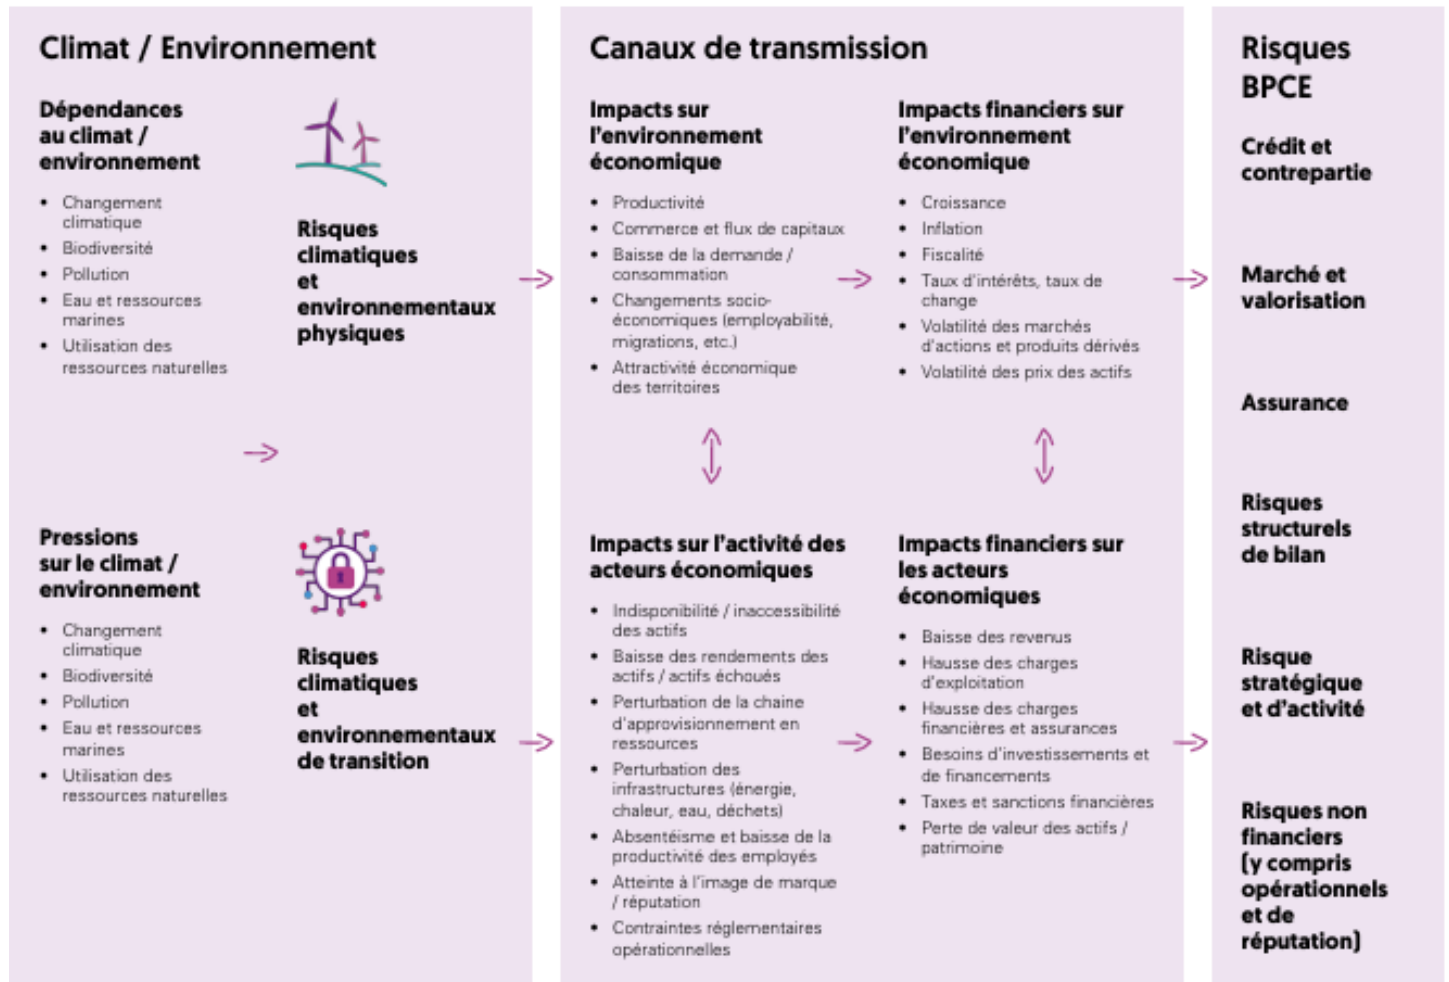 Climat / Environnement
Dépendances
au climat /
environnement
• Changement
climatique
• Biodiversité
• Pollution
• Eau et ressources
marines
• Utilisation des
ressources naturelles
Risques
climatiques
et
environnementaux
physiques
Pressions
sur le climat /
environnement
• Changement
climatique
• Biodiversité
• Pollution
• Eau et ressources
marines
• Utilisation des
ressources naturelles
Risques
climatiques
et
environnementaux
de transition
Canaux de transmission
Impacts sur
l'environnement
économique
• Productivité
• Commerce et flux de capitaux
• Baisse de la demande /
consommation
• Changements socio-
économiques (employabilité,
migrations, etc.)
• Attractivité économique
des territoires
Impacts financiers sur
l'environnement
économique
• Croissance
• Inflation
• Fiscalité
• Taux d'intérêts, taux de
change
• Volatilité des marchés
d'actions et produits dérivés
• Volatilité des prix des actifs
Impacts sur l'activité des
acteurs économiques
• Indisponibilité / inaccessibilité
des actifs
• Baisse des rendements des
actifs / actifs échoués
• Perturbation de la chaine
d'approvisionnement en
ressources
• Perturbation des
infrastructures (énergie,
chaleur, eau, déchets)
• Absentéisme et baisse de la
productivité des employés
• Atteinte à l'image de marque
/ réputation
• Contraintes réglementaires
opérationnelles
Impacts financiers sur
les acteurs
économiques
• Baisse des revenus
• Hausse des charges
d'exploitation
• Hausse des charges
financières et assurances
• Besoins d'investissements et
de financements
• Taxes et sanctions financières
• Perte de valeur des actifs /
patrimoine
Risques
BPCE
Crédit et
contrepartie
Marché et
valorisation
Assurance
Risques
structurels
de bilan
Risque
stratégique
et d'activité
Risques non
financiers
(y compris
opérationnels
et de
réputation)